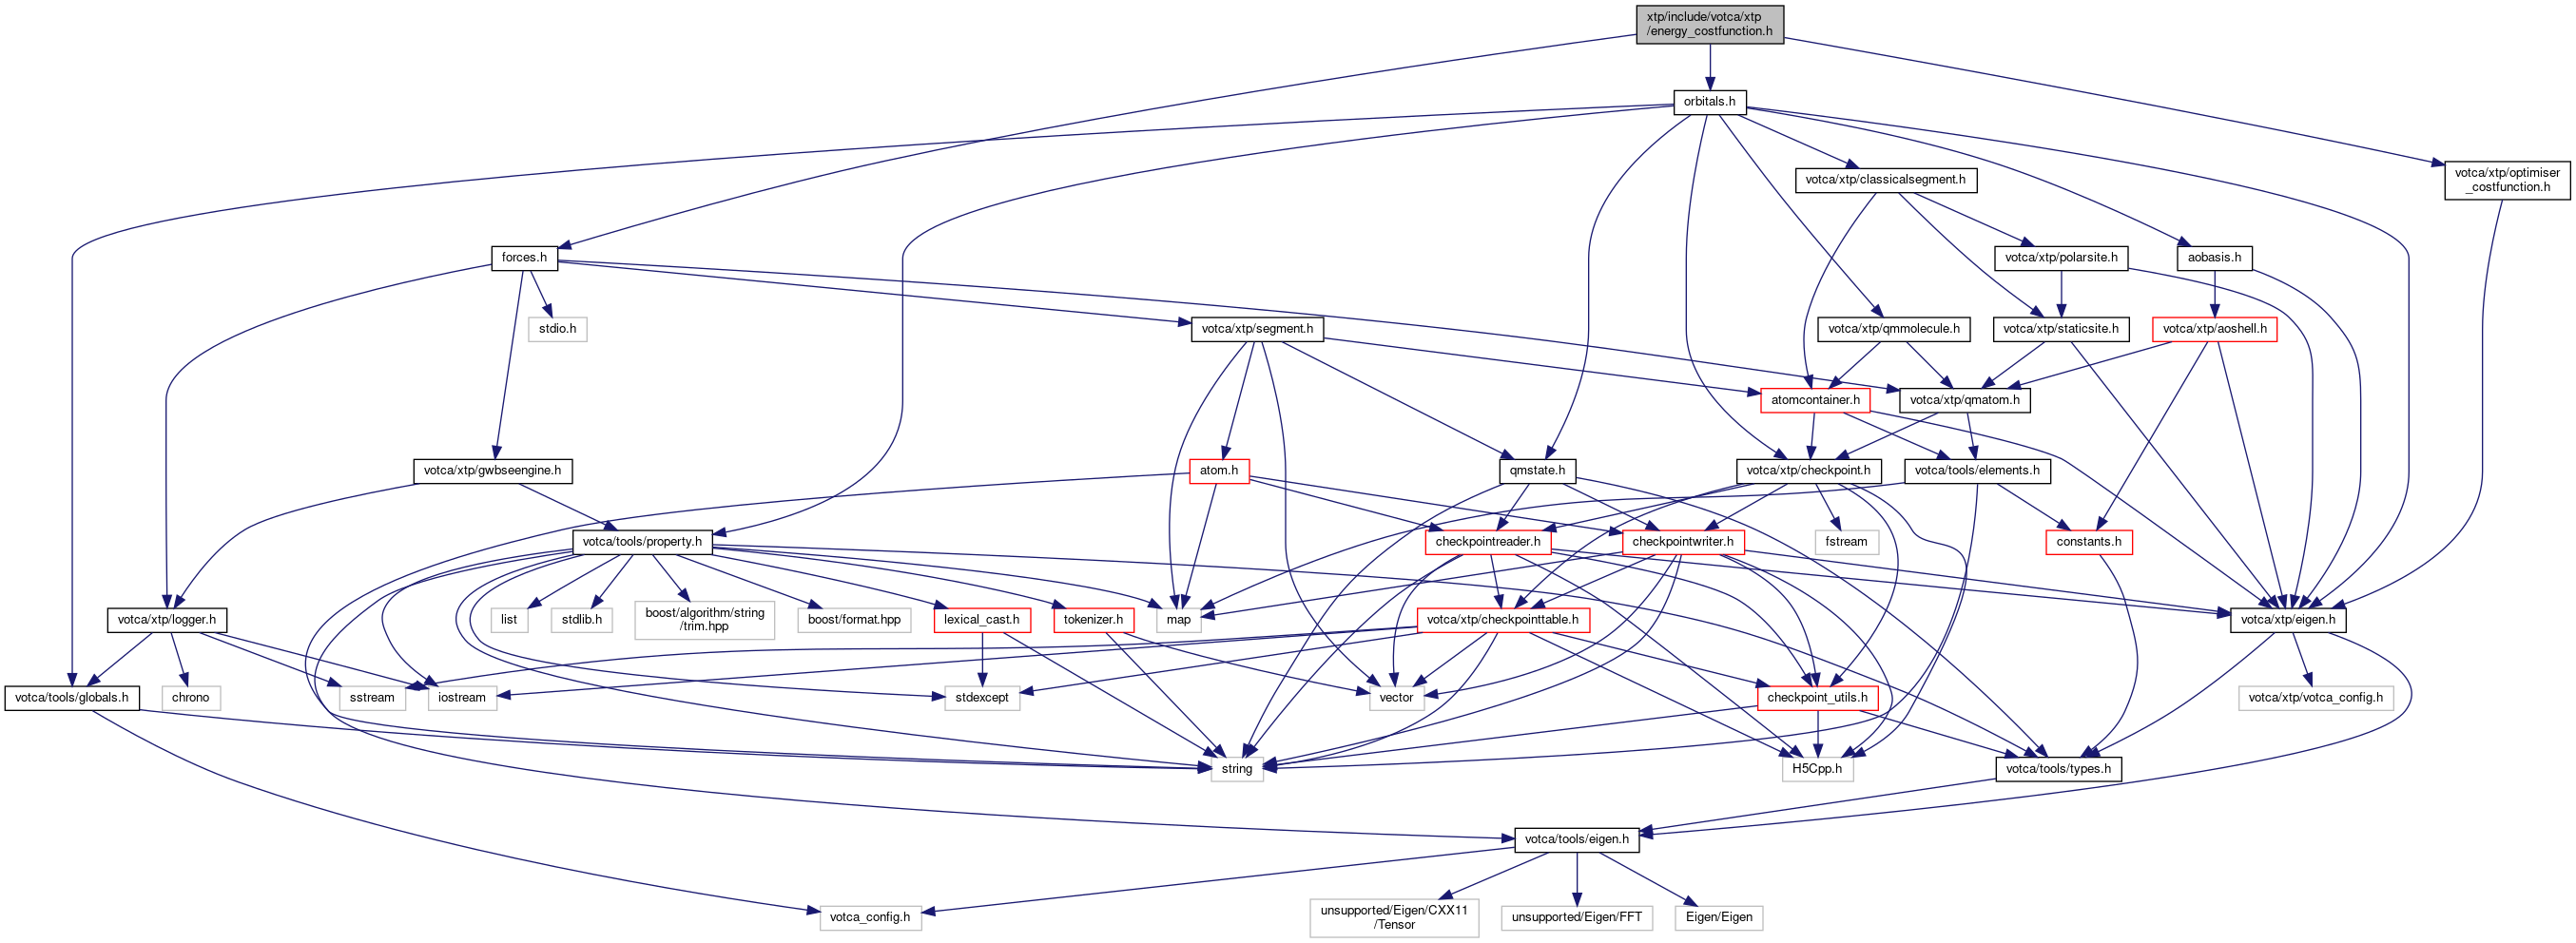 xtp/include/votca/xtp
/energy_costfunction.h
orbitals.h
votca/xtp/classicalsegment.h
votca/xtp/optimiser
_costfunction.h
forces.h
votca/xtp/polarsite.h
aobasis.h
stdio.h
votca/xtp/segment.h
votca/xtp/qmmolecule.h
votca/xtp/staticsite.h
votca/xtp/aoshell.h
atomcontainer.h
votca/xtp/qmatom.h
votca/xtp/gwbseengine.h
atom.h
qmstate.h
votca/xtp/checkpoint.h
votca/tools/elements.h
votca/tools/property.h
checkpointreader.h
checkpointwriter.h
fstream
constants.h
votca/xtp/logger.h
list
stdlib.h
boost/algorithm/string
/trim.hpp
boost/format.hpp
lexical_cast.h
tokenizer.h
map
votca/xtp/checkpointtable.h
votca/xtp/eigen.h
votca/tools/globals.h
chrono
sstream
iostream
stdexcept
vector
checkpoint_utils.h
votca/xtp/votca_config.h
string
H5Cpp.h
votca/tools/types.h
votca/tools/eigen.h
votca_config.h
unsupported/Eigen/CXX11
/Tensor
unsupported/Eigen/FFT
Eigen/Eigen